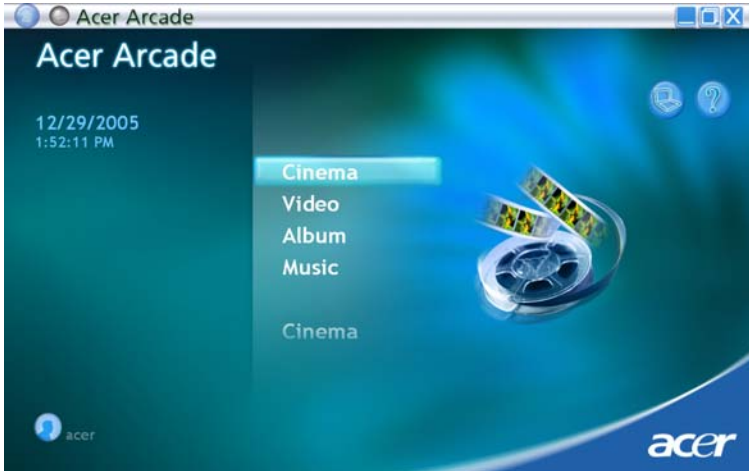 Acer Arcade
Acer Arcade
12/29/2005
1:52:11 PM
Cinema
Video
Album
Music
Cinema
acer
acer